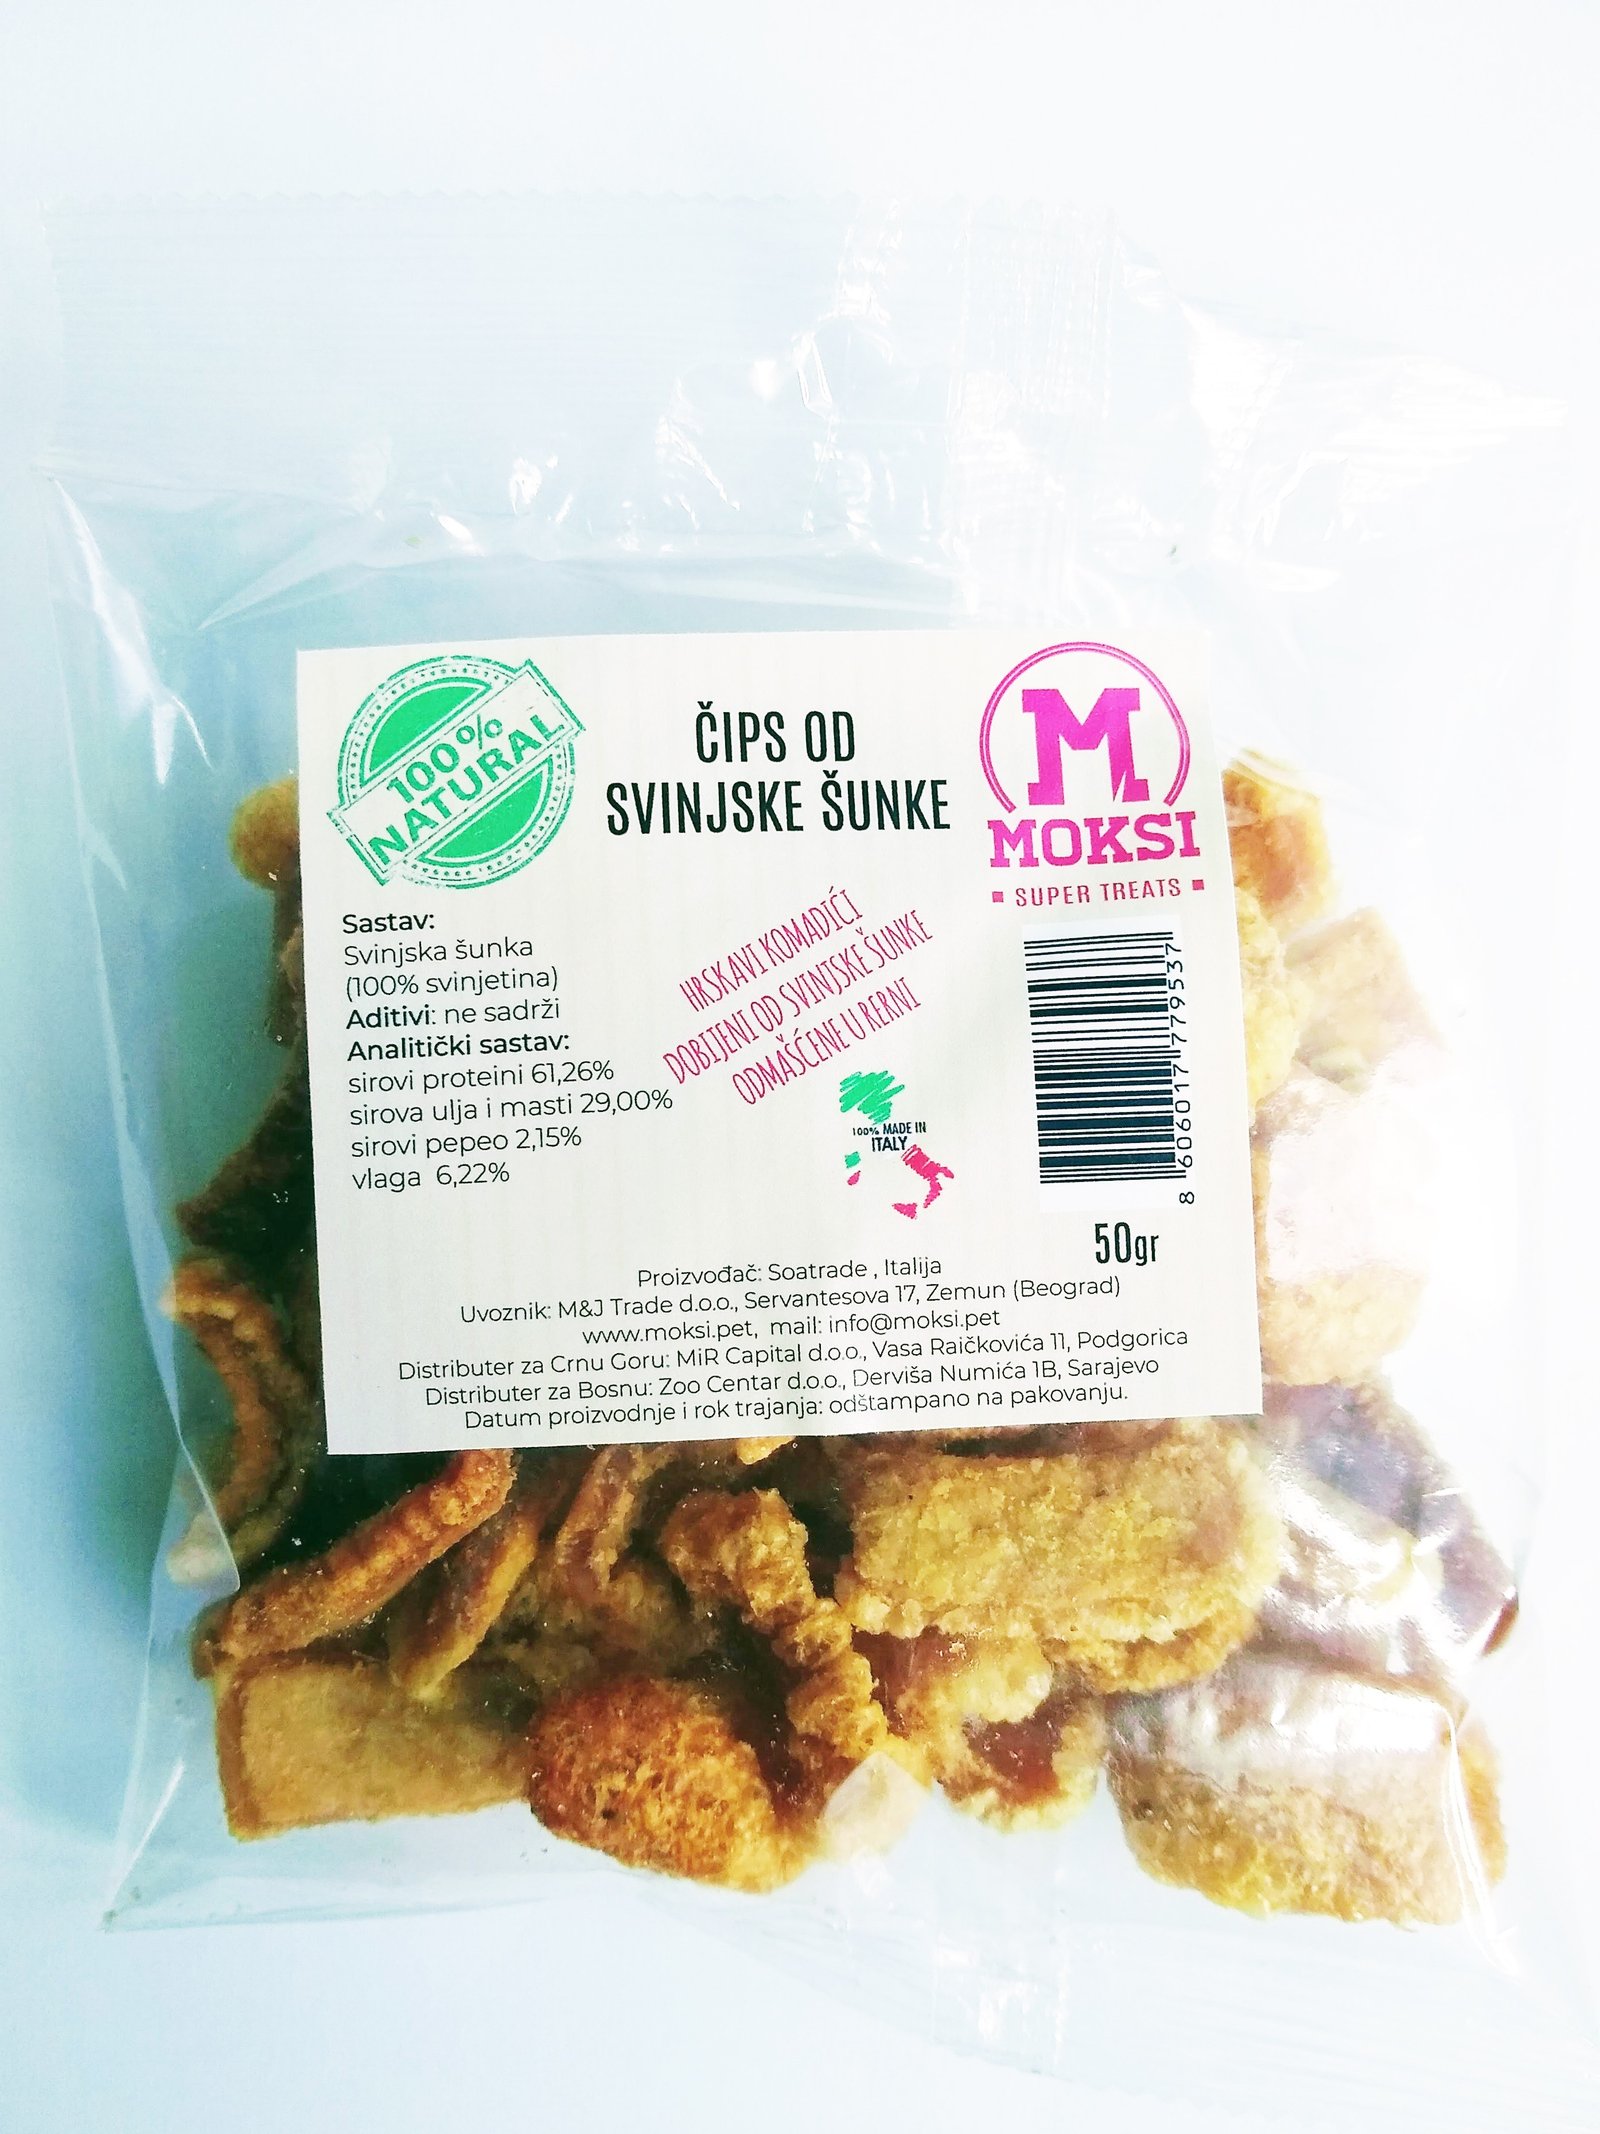 100%
NATURAL
ČIPS OD
SVINJSKE ŠUNKE
M
MOKSI
SUPER TREATS
Sastav:
Svinjska šunka
(100% svinjetina)
Aditivi: ne sadrži
Analitički sastav:
sirovi proteini 61,26%
sirova ulja i masti 29,00%
sirovi pepeo 2,15%
vlaga 6,22%
HRSKAVI KOMADIĆI
DOBIJENI OD SVINJSKE ŠUNKE
ODMAŠĆENE U RERNI
100% MADE IN
ITALY
8 606017 779537
50gr
Proizvođač: Soatrade , Italija
Uvoznik: M&J Trade d.o.o., Servantesova 17, Zemun (Beograd)
www.moksi.pet, mail: info@moksi.pet
Distributer za Crnu Goru: MiR Capital d.o.o., Vasa Raičkovića 11, Podgorica
Distributer za Bosnu: Zoo Centar d.o.o., Derviša Numića 1B, Sarajevo
Datum proizvodnje i rok trajanja: odštampano na pakovanju.